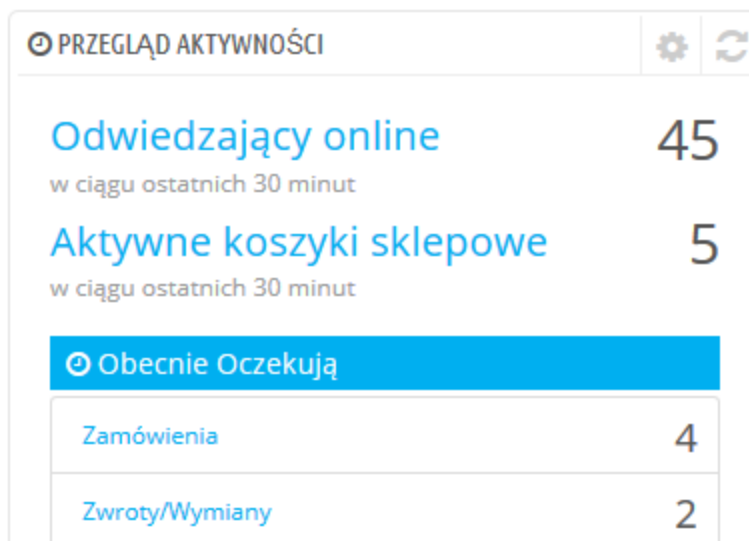 PRZEGLĄD AKTYWNOŚCI
Odwiedzający online 45
w ciągu ostatnich 30 minut
Aktywne koszyki sklepowe 5
w ciągu ostatnich 30 minut
Obecnie Oczekują
Zamówienia 4
Zwroty/Wymiany 2